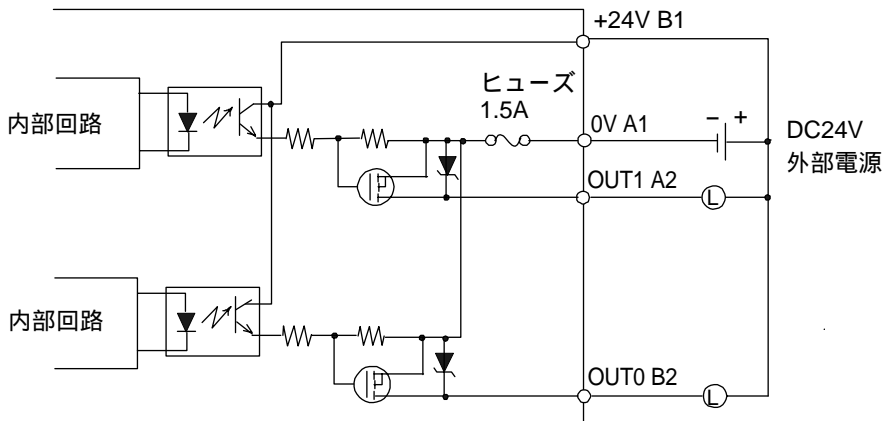 +24V B1
ヒューズ
1.5A
内部回路
0V A1
− +
DC24V
外部電源
OUT1 A2
L
内部回路
OUT0 B2
L